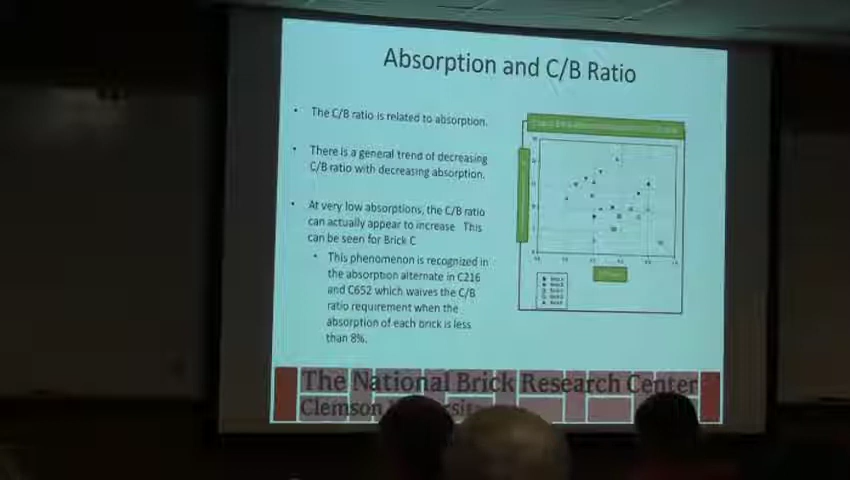 Absorption and C/B Ratio
• The C/B ratio is related to absorption.
• There is a general trend of decreasing
C/B ratio with decreasing absorption.
• At very low absorptions, the C/B ratio
can actually appear to increase This
can be seen for Brick C
• This phenomenon is recognized in
the absorption alternate in C216
and C652 which waives the C/B
ratio requirement when the
absorption of each brick is less
than 8%.
The National Brick Research Center
Clemson